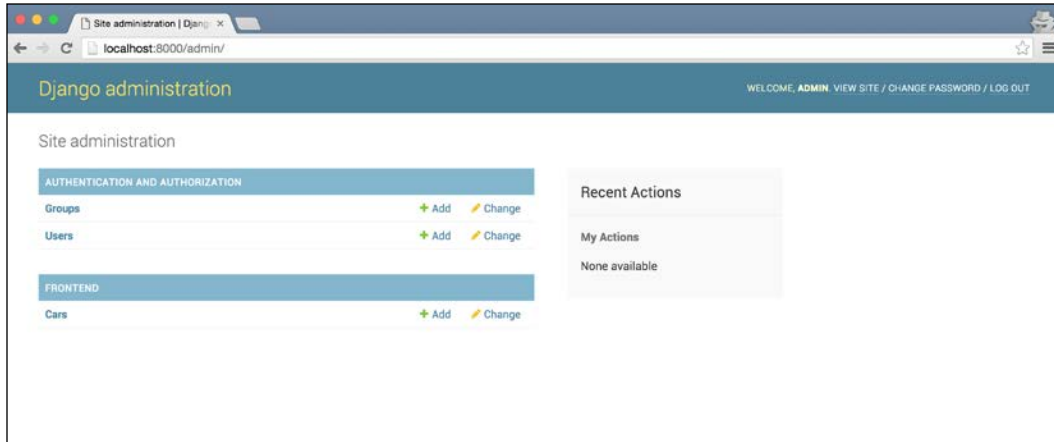 Site administration | Djang
localhost:8000/admin/
Django administration
WELCOME, ADMIN. VIEW SITE / CHANGE PASSWORD / LOG OUT
Site administration
AUTHENTICATION AND AUTHORIZATION
Groups + Add Change
Users + Add Change
FRONTEND
Cars + Add Change
Recent Actions
My Actions
None available